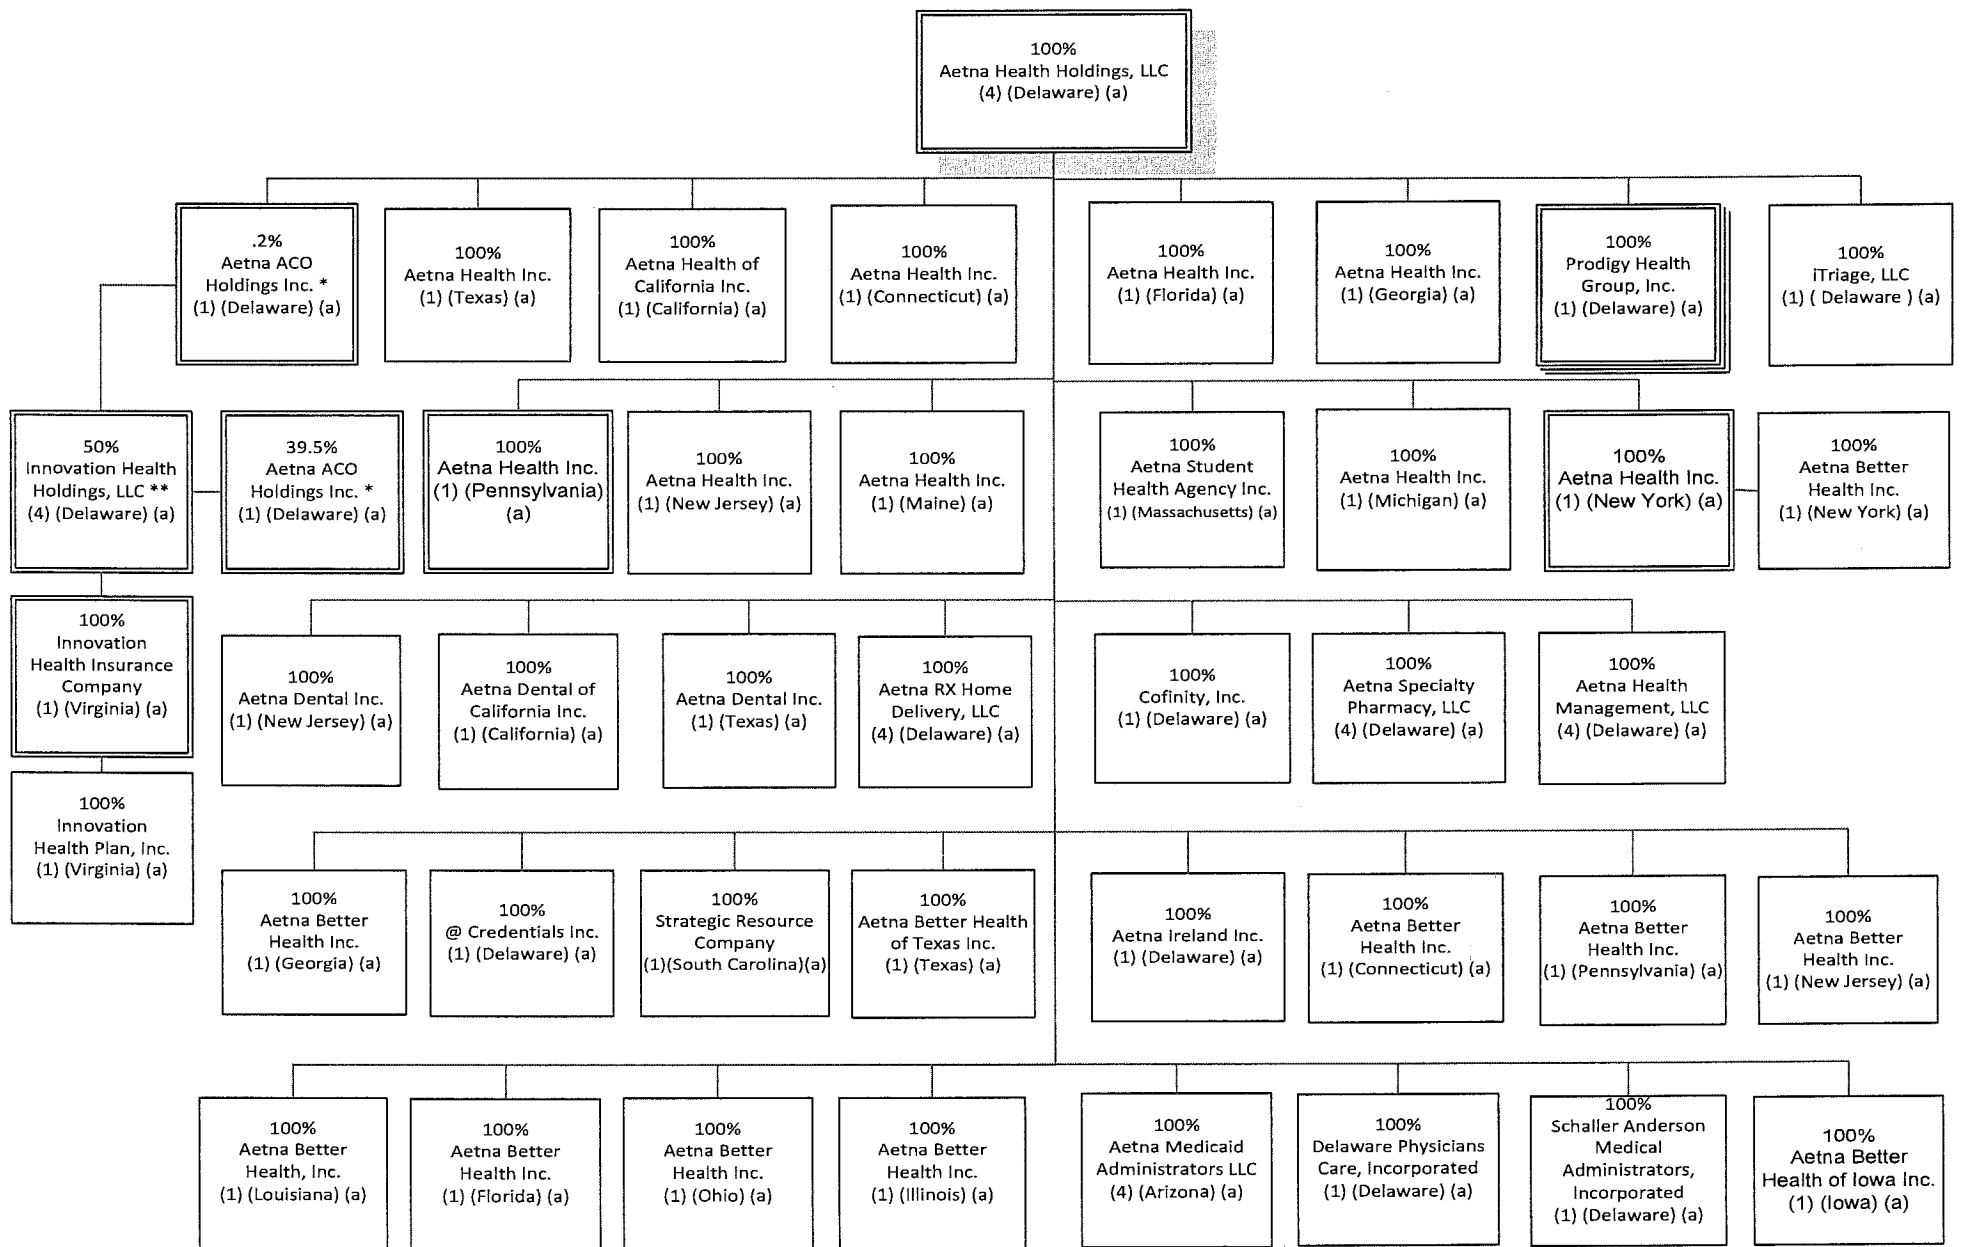 100%
Aetna Health Holdings, LLC
(4) (Delaware) (a)
.2%
Aetna ACO
Holdings Inc. *
(1) (Delaware) (a)
100%
Aetna Health Inc.
(1) (Texas) (a)
100%
Aetna Health of
California Inc.
(1) (California) (a)
100%
Aetna Health Inc.
(1) (Connecticut) (a)
100%
Aetna Health Inc.
(1) (Florida) (a)
100%
Aetna Health Inc.
(1) (Georgia) (a)
100%
Prodigy Health
Group, Inc.
(1) (Delaware) (a)
100%
iTriage, LLC
(1) ( Delaware ) (a)
50%
Innovation Health
Holdings, LLC **
(4) (Delaware) (a)
39.5%
Aetna ACO
Holdings Inc. *
(1) (Delaware) (a)
100%
Aetna Health Inc.
(1) (Pennsylvania)
(a)
100%
Aetna Health Inc.
(1) (New Jersey) (a)
100%
Aetna Health Inc.
(1) (Maine) (a)
100%
Aetna Student
Health Agency Inc.
(1) (Massachusetts) (a)
100%
Aetna Health Inc.
(1) (Michigan) (a)
100%
Aetna Health Inc.
(1) (New York) (a)
100%
Aetna Better
Health Inc.
(1) (New York) (a)
100%
Innovation
Health Insurance
Company
(1) (Virginia) (a)
100%
Aetna Dental Inc.
(1) (New Jersey) (a)
100%
Aetna Dental of
California Inc.
(1) (California) (a)
100%
Aetna Dental Inc.
(1) (Texas) (a)
100%
Aetna RX Home
Delivery, LLC
(4) (Delaware) (a)
100%
Cofinity, Inc.
(1) (Delaware) (a)
100%
Aetna Specialty
Pharmacy, LLC
(4) (Delaware) (a)
100%
Aetna Health
Management, LLC
(4) (Delaware) (a)
100%
Innovation
Health Plan, Inc.
(1) (Virginia) (a)
100%
Aetna Better
Health Inc.
(1) (Georgia) (a)
100%
@ Credentials Inc.
(1) (Delaware) (a)
100%
Strategic Resource
Company
(1)(South Carolina)(a)
100%
Aetna Better Health
of Texas Inc.
(1) (Texas) (a)
100%
Aetna Ireland Inc.
(1) (Delaware) (a)
100%
Aetna Better
Health Inc.
(1) (Connecticut) (a)
100%
Aetna Better
Health Inc.
(1) (Pennsylvania) (a)
100%
Aetna Better
Health Inc.
(1) (New Jersey) (a)
100%
Aetna Better
Health, Inc.
(1) (Louisiana) (a)
100%
Aetna Better
Health Inc.
(1) (Florida) (a)
100%
Aetna Better
Health Inc.
(1) (Ohio) (a)
100%
Aetna Better
Health Inc.
(1) (Illinois) (a)
100%
Aetna Medicaid
Administrators LLC
(4) (Arizona) (a)
100%
Delaware Physicians
Care, Incorporated
(1) (Delaware) (a)
100%
Schaller Anderson
Medical
Administrators,
Incorporated
(1) (Delaware) (a)
100%
Aetna Better
Health of Iowa Inc.
(1) (Iowa) (a)